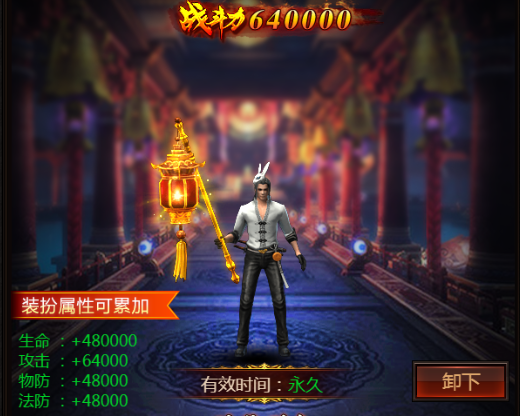 战斗力640000
装扮属性可累加
生命 ：+480000
攻击 ：+64000
物防 ：+48000
法防 ：+48000
有效时间：永久
卸下